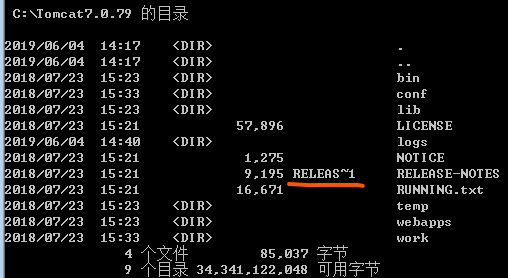 C:\Tomcat7.0.79 的目录
2019/06/04  14:17    <DIR>                       .
2019/06/04  14:17    <DIR>                       ..
2018/07/23  15:23    <DIR>                       bin
2018/07/23  15:33    <DIR>                       conf
2018/07/23  15:23    <DIR>                       lib
2018/07/23  15:21            57,896              LICENSE
2019/06/04  14:40    <DIR>                       logs
2018/07/23  15:21             1,275              NOTICE
2018/07/23  15:21             9,195 RELEAS~1     RELEASE-NOTES
2018/07/23  15:21            16,671              RUNNING.txt
2018/07/23  15:23    <DIR>                       temp
2018/07/23  15:23    <DIR>                       webapps
2018/07/23  15:33    <DIR>                       work
4 个文件         85,037 字节
9 个目录 34,341,122,048 可用字节